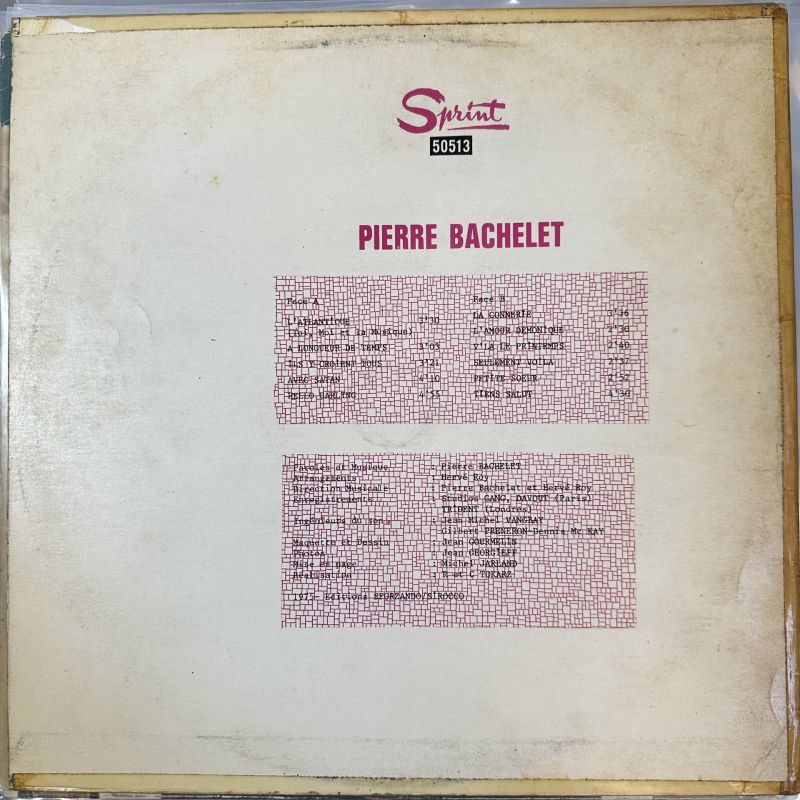 Sprint
50513
PIERRE BACHELET
Face A
L'ATLANTIQUE 3'30
(Toi, Moi et la Musique)
A LONGUEUR DE TEMPS 3'03
ILS Y CROIENT TOUS 3'21
AVEC SATAN 4'10
HELLO DARLING 4'55
Face B
LA CONNERIE 3'36
L'AMOUR DEMONIQUE 2'30
V'LA LE PRINTEMPS 2'40
SEULEMENT VOILA 2'37
PETITE SOEUR 2'52
TIENS SALUT 4'30
Paroles et Musique : Pierre BACHELET
Arrangements : Hervé Roy
Direction Musicale : Pierre Bachelet et Hervé Roy
Enregistrements : Studios GANG, DAVOUT (Paris)
TRIDENT (Londres)
Ingénieurs du son : Jean Michel VANGBAY
Gilbert PRENERON-Dennis Mc KAY
Maquette et Dessin : Jean GOURMELIN
Photos : Jean GEORGIEFF
Mise en page : Michel JARLAND
Réalisation : R et C TOKARZ
1975- Editions SFORZANDO/SIROCCO